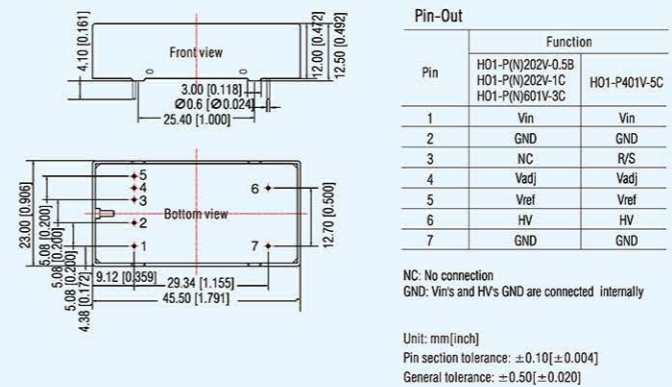 4.10 [0.161]
Front view
12.00 [0.472]
12.50 [0.492]
3.00 [0.118]
Ø0.6 [Ø0.024]
25.40 [1.000]
23.00 [0.906]
5.08 [0.200]
5.08 [0.200]
5.08 [0.200]
4.38 [0.172]
5
4
3
2
1
Bottom view
6
7
12.70 [0.500]
9.12 [0.359]
29.34 [1.155]
45.50 [1.791]
Pin-Out
Pin
Function
HO1-P(N)202V-0.5B
HO1-P(N)202V-1C
HO1-P(N)601V-3C
HO1-P401V-5C
1 Vin Vin
2 GND GND
3 NC R/S
4 Vadj Vadj
5 Vref Vref
6 HV HV
7 GND GND
NC: No connection
GND: Vin's and HV's GND are connected internally
Unit: mm[inch]
Pin section tolerance: ±0.10[±0.004]
General tolerance: ±0.50[±0.020]